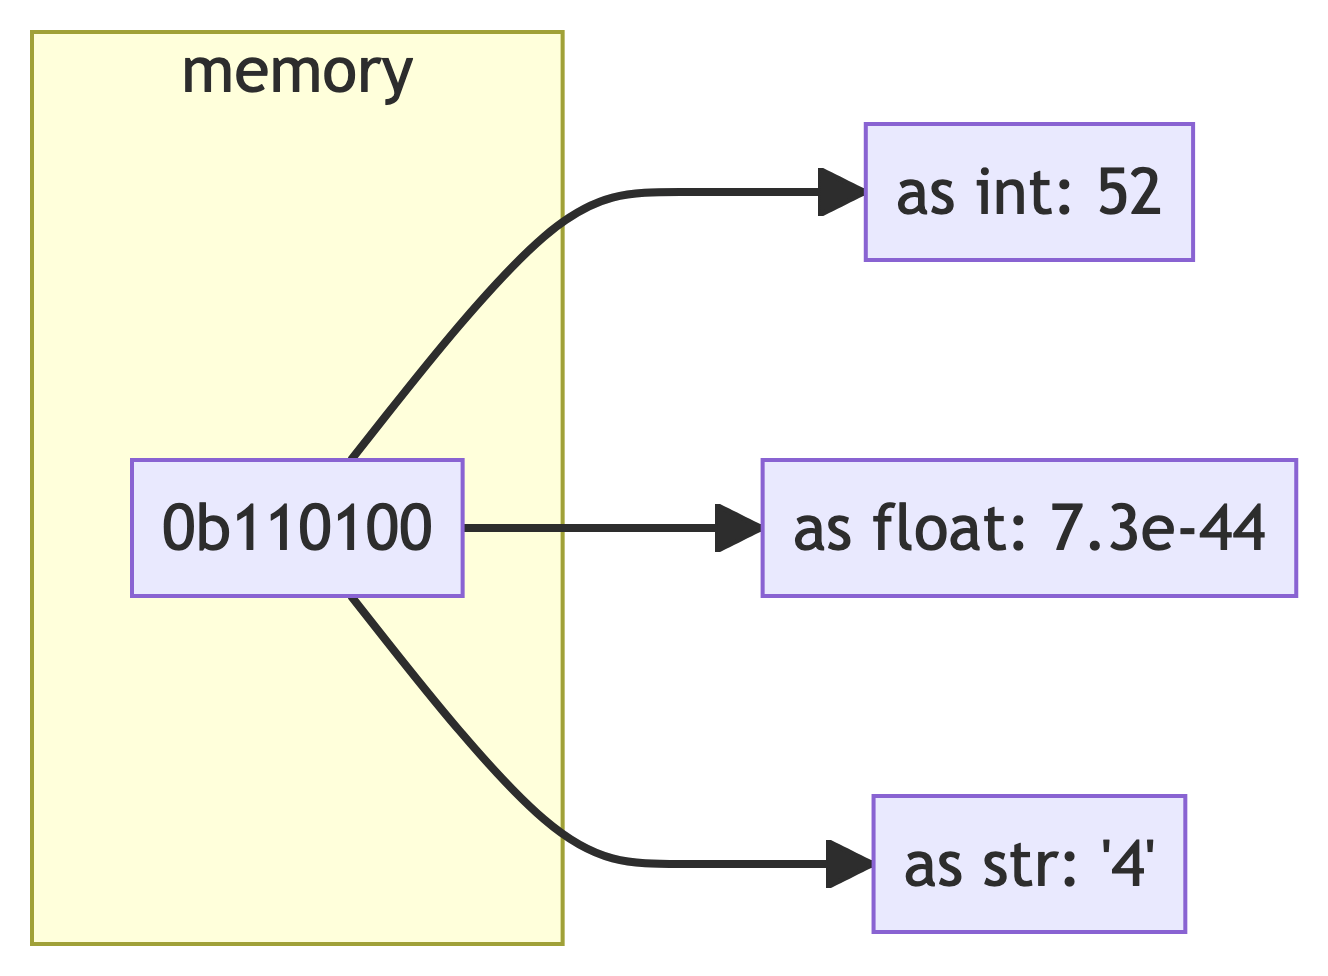 memory
as int: 52
0b110100
as float: 7.3e-44
as str: '4'